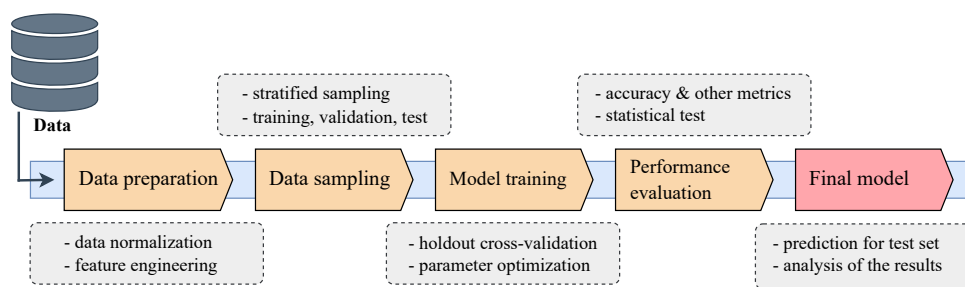 Data
- stratified sampling
- training, validation, test
- accuracy & other metrics
- statistical test
Data preparation
Data sampling
Model training
Performance
evaluation
Final model
- data normalization
- feature engineering
- holdout cross-validation
- parameter optimization
- prediction for test set
- analysis of the results